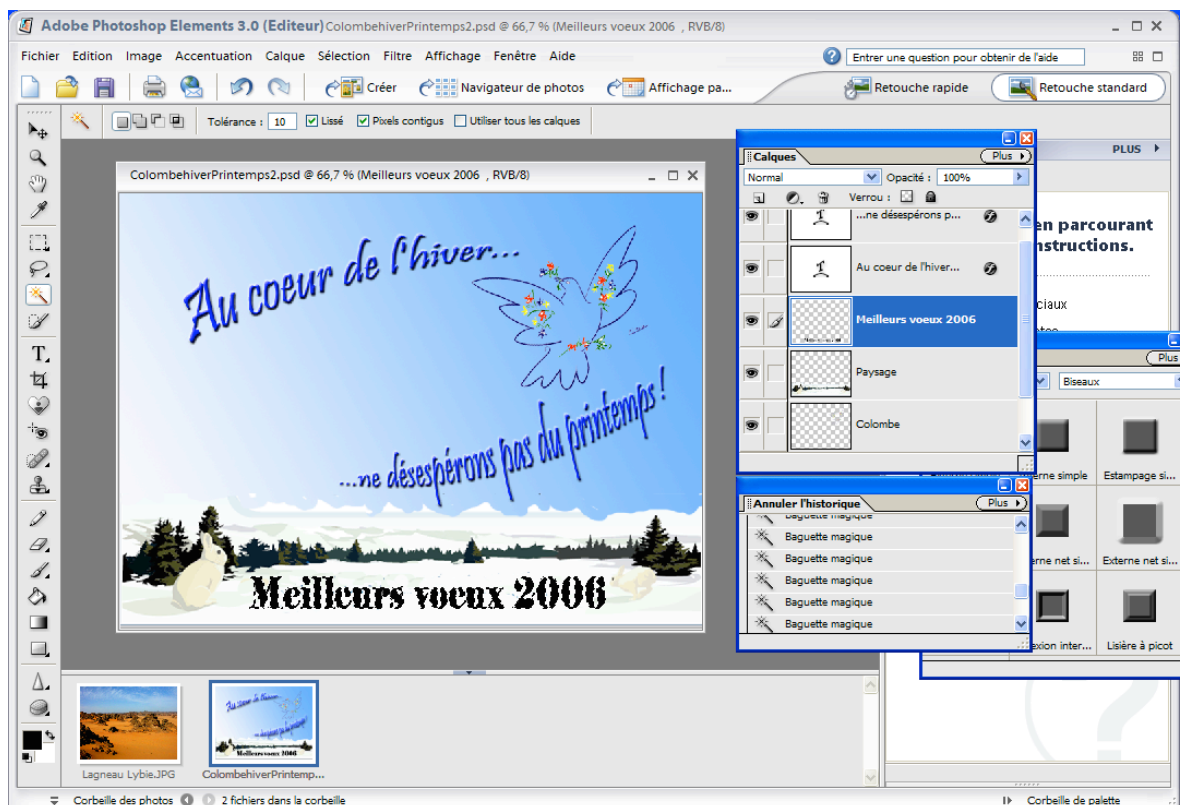 Adobe Photoshop Elements 3.0 (Editeur) ColombehiverPrintemps2.psd @ 66,7 % (Meilleurs voeux 2006 , RVB/8)
Fichier Edition Image Accentuation Calque Sélection Filtre Affichage Fenêtre Aide
Entrer une question pour obtenir de l'aide
Créer Navigateur de photos Affichage pa... Retouche rapide Retouche standard
Tolérance : 10 Lissé Pixels contigus Utiliser tous les calques
PLUS
ColombehiverPrintemps2.psd @ 66,7 % (Meilleurs voeux 2006 , RVB/8)
Au coeur de l'hiver...
...ne désespérons pas du printemps !
Meilleurs voeux 2006
Calques Plus
Normal Opacité : 100%
Verrou :
...ne désespérons p...
Au coeur de l'hiver...
Meilleurs voeux 2006
Paysage
Colombe
en parcourant
nstructions.
ciaux
Plus
Biseaux
erne simple Estampage si...
erne net si... Externe net si...
exion inter... Lisière à picot
Annuler l'historique Plus
Baguette magique
Baguette magique
Baguette magique
Baguette magique
Baguette magique
Baguette magique
Lagneau Lybie.JPG ColombehiverPrintemp...
Corbeille des photos 2 fichiers dans la corbeille Corbeille de palette